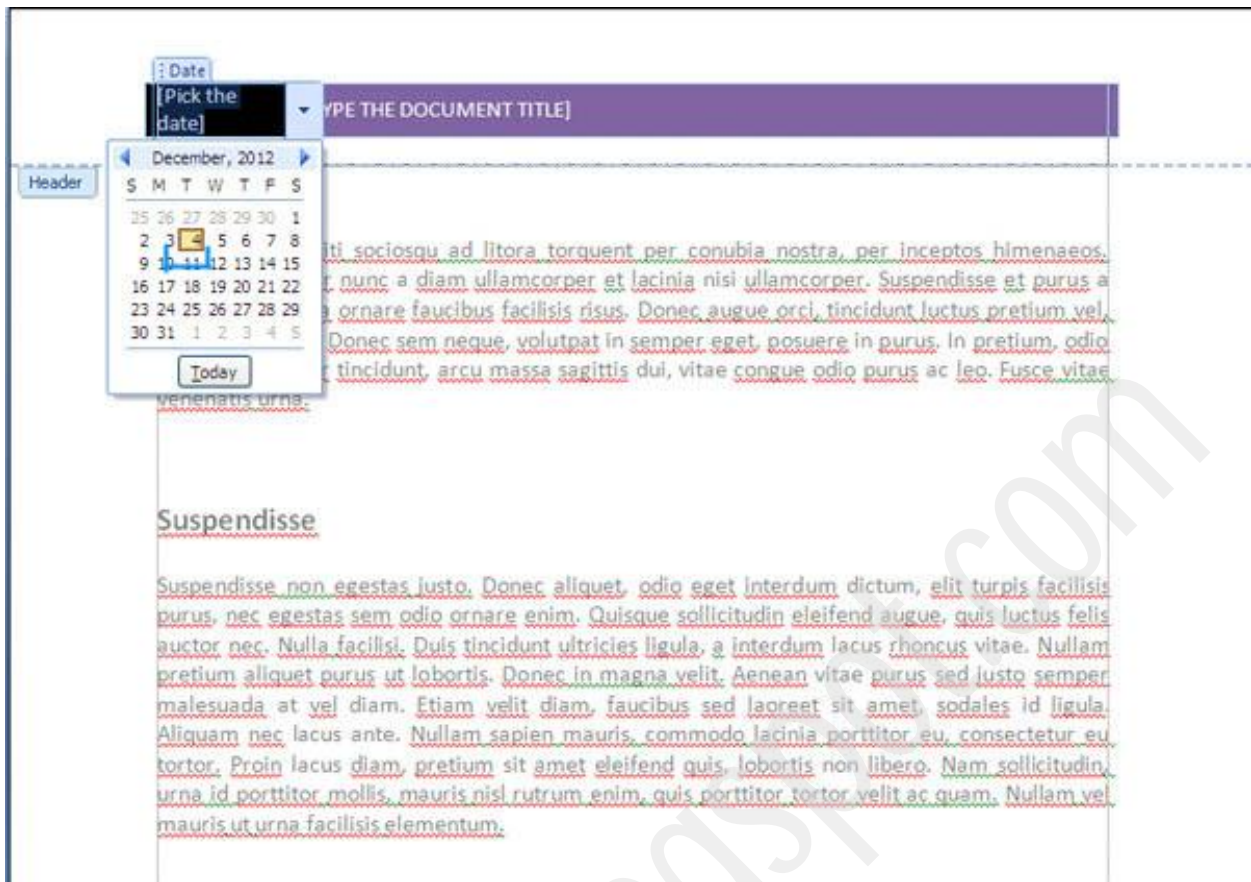 Date
[Pick the date]
YPE THE DOCUMENT TITLE]
Header
December, 2012
S M T W T F S
25 26 27 28 29 30 1
2 3 4 5 6 7 8
9 10 11 12 13 14 15
16 17 18 19 20 21 22
23 24 25 26 27 28 29
30 31 1 2 3 4 5
Today
ti sociosqu ad litora torquent per conubia nostra, per inceptos himenaeos.
nunc a diam ullamcorper et lacinia nisi ullamcorper. Suspendisse et purus a
ornare faucibus facilisis risus. Donec augue orci, tincidunt luctus pretium vel,
Donec sem neque, volutpat in semper eget, posuere in purus. In pretium, odio
tincidunt, arcu massa sagittis dui, vitae congue odio purus ac leo. Fusce vitae
venenatis urna.
Suspendisse
Suspendisse non egestas justo. Donec aliquet, odio eget interdum dictum, elit turpis facilisis
purus, nec egestas sem odio ornare enim. Quisque sollicitudin eleifend augue, quis luctus felis
auctor nec. Nulla facilisi. Duis tincidunt ultricies ligula, a interdum lacus rhoncus vitae. Nullam
pretium aliquet purus ut lobortis. Donec in magna velit. Aenean vitae purus sed justo semper
malesuada at vel diam. Etiam velit diam, faucibus sed laoreet sit amet, sodales id ligula.
Aliquam nec lacus ante. Nullam sapien mauris, commodo lacinia porttitor eu, consectetur eu
tortor. Proin lacus diam, pretium sit amet eleifend quis, lobortis non libero. Nam sollicitudin,
urna id porttitor mollis, mauris nisl rutrum enim, quis porttitor tortor velit ac quam. Nullam vel
mauris ut urna facilisis elementum.